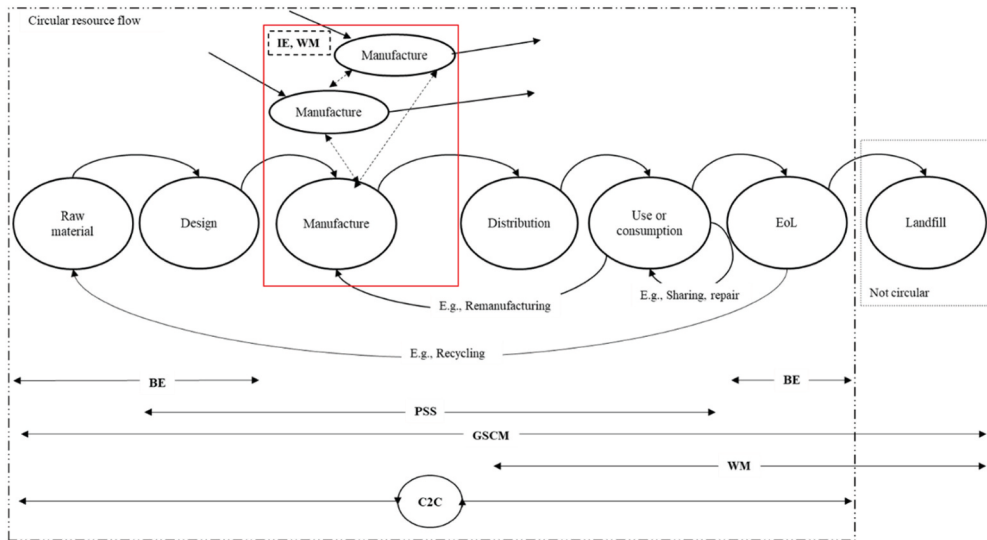 Circular resource flow
IE, WM
Manufacture
Manufacture
Raw
material
Design
Manufacture
Distribution
Use or
consumption
EoL
Landfill
E.g., Sharing, repair
Not circular
E.g., Remanufacturing
E.g., Recycling
BE
BE
PSS
GSCM
WM
C2C